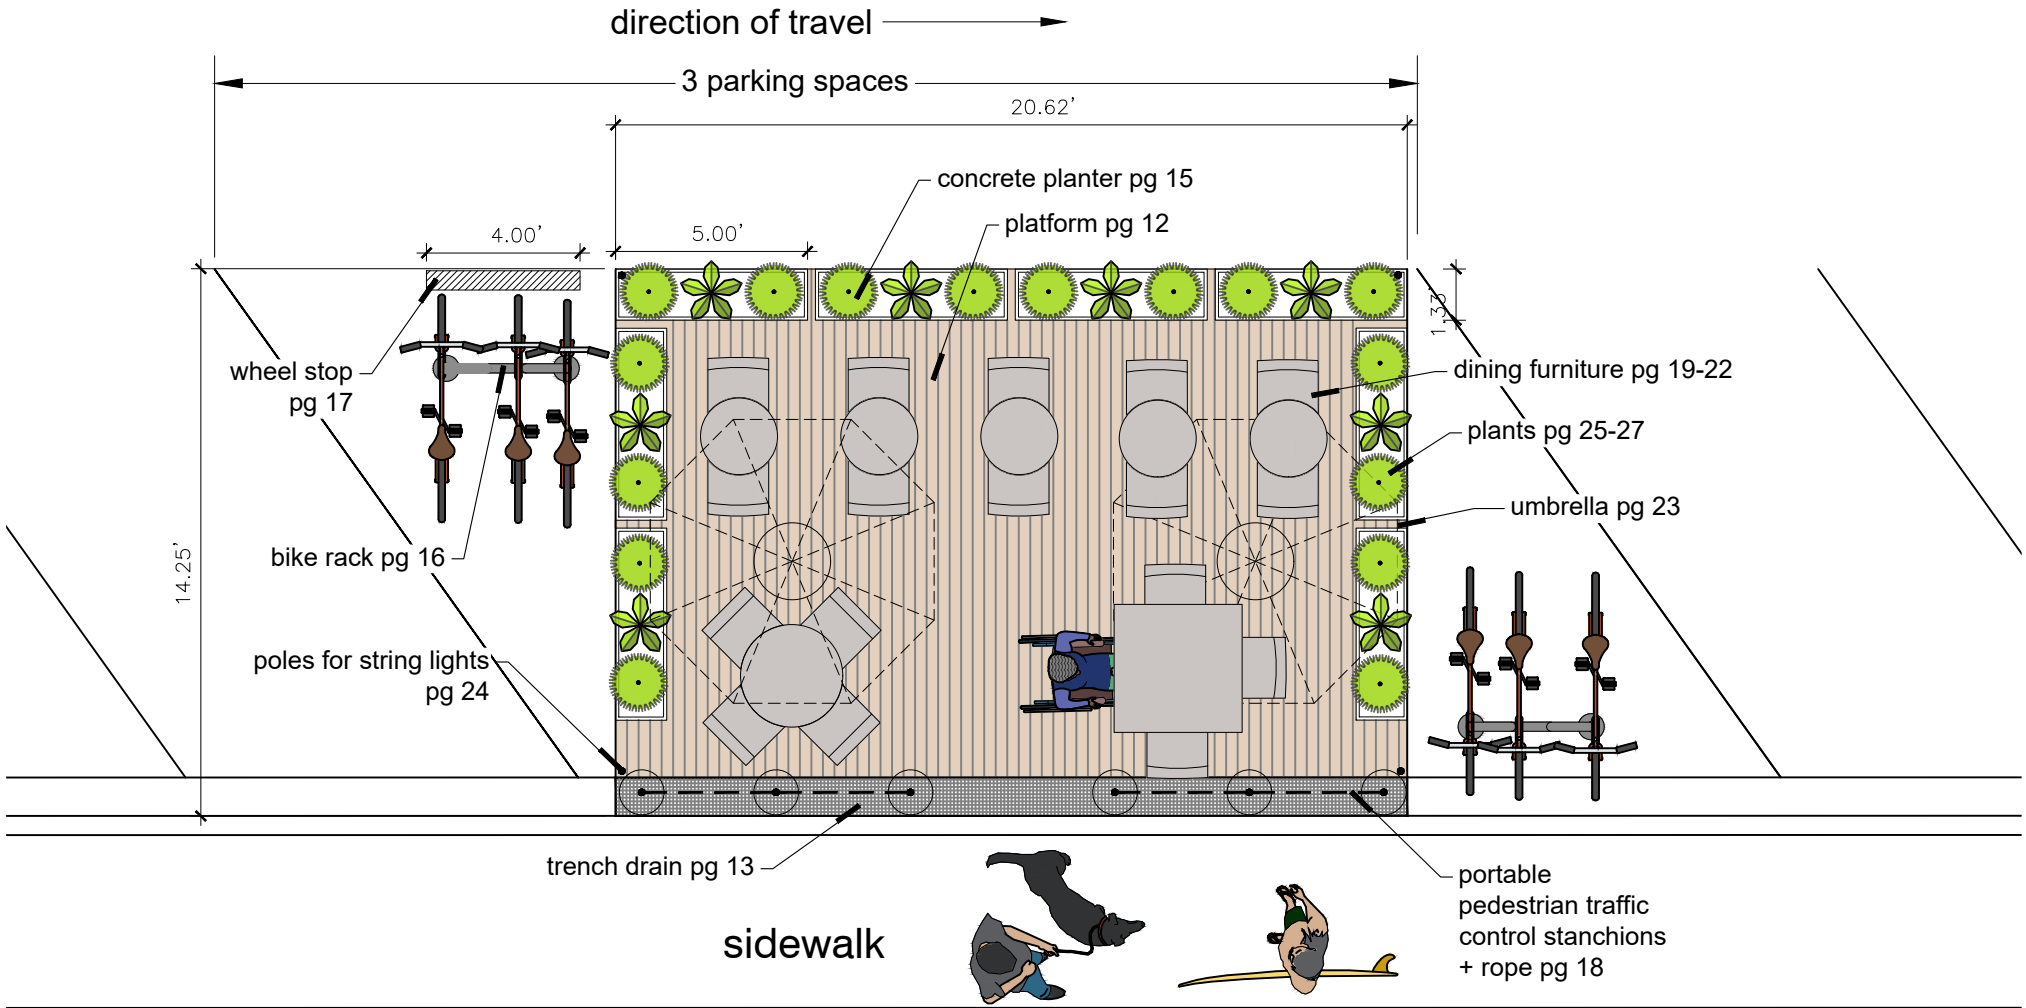 direction of travel
3 parking spaces
20.62'
concrete planter pg 15
platform pg 12
4.00'
5.00'
1.33'
wheel stop
pg 17
dining furniture pg 19-22
plants pg 25-27
umbrella pg 23
bike rack pg 16
14.25'
poles for string lights
pg 24
trench drain pg 13
portable
pedestrian traffic
control stanchions
+ rope pg 18
sidewalk